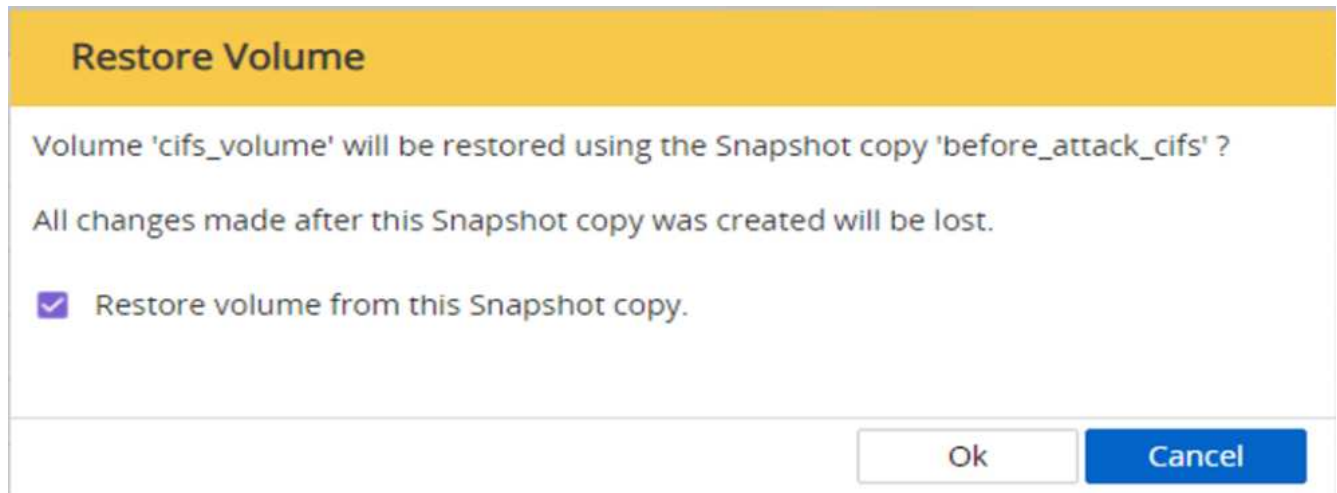 Restore Volume
Volume 'cifs_volume' will be restored using the Snapshot copy 'before_attack_cifs' ?
All changes made after this Snapshot copy was created will be lost.
Restore volume from this Snapshot copy.
Ok
Cancel